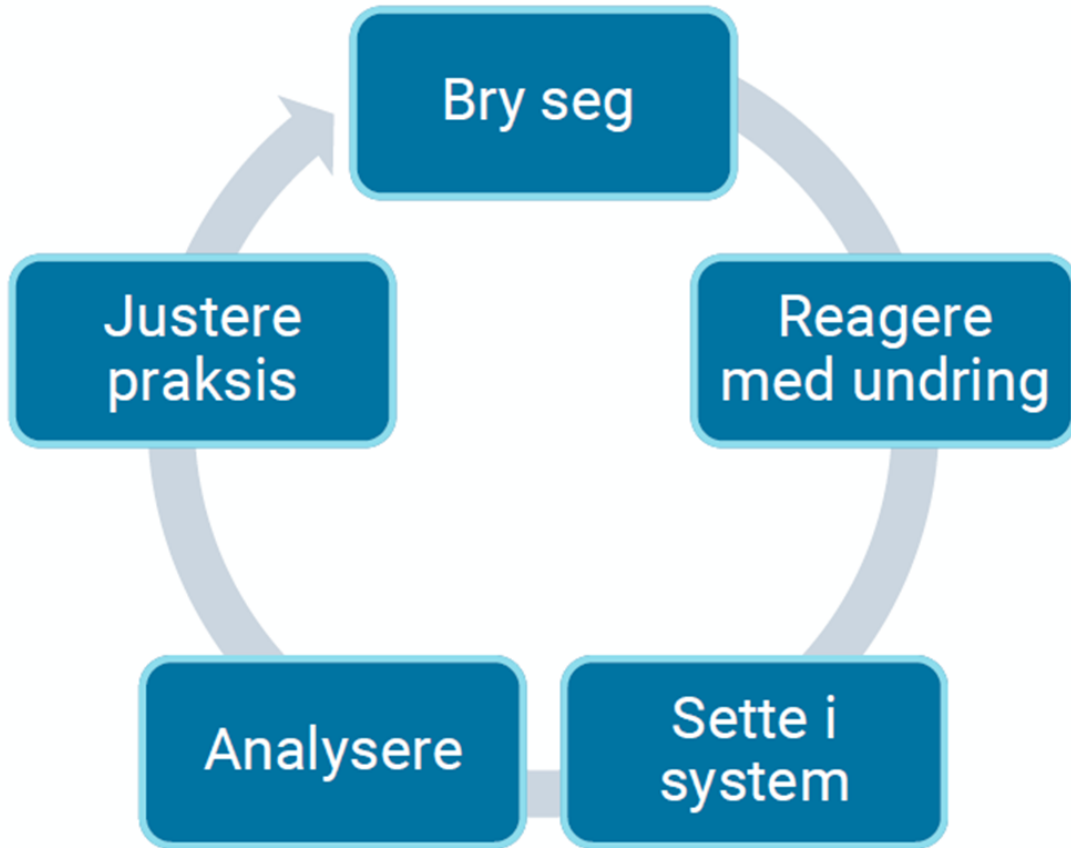 Bry seg
Reagere
med undring
Sette i
system
Analysere
Justere
praksis